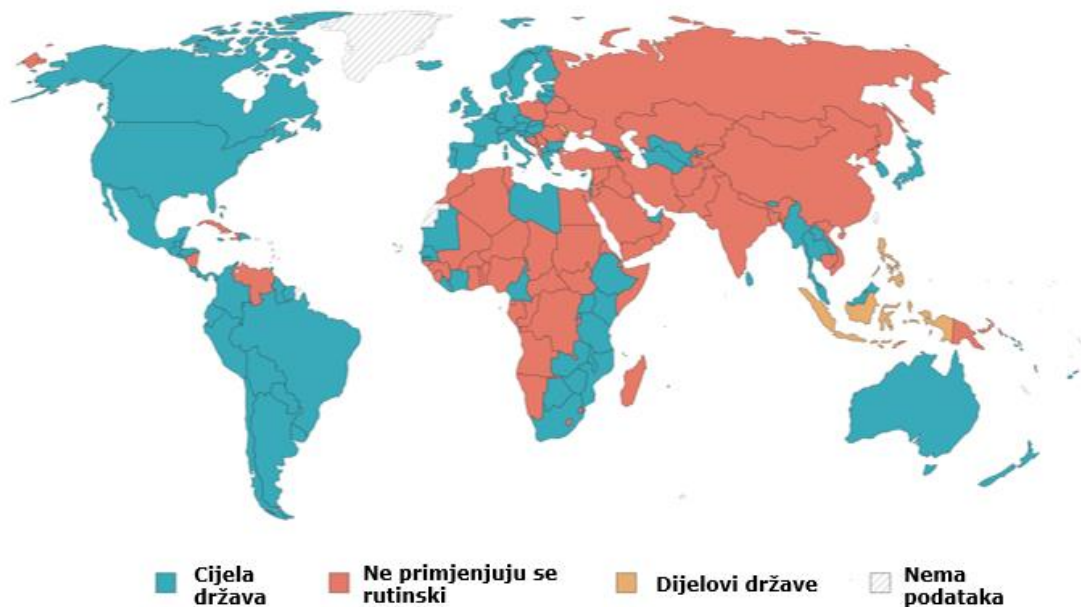 Cijela
država
Ne primjenjuju se
rutinski
Dijelovi države
Nema
podataka